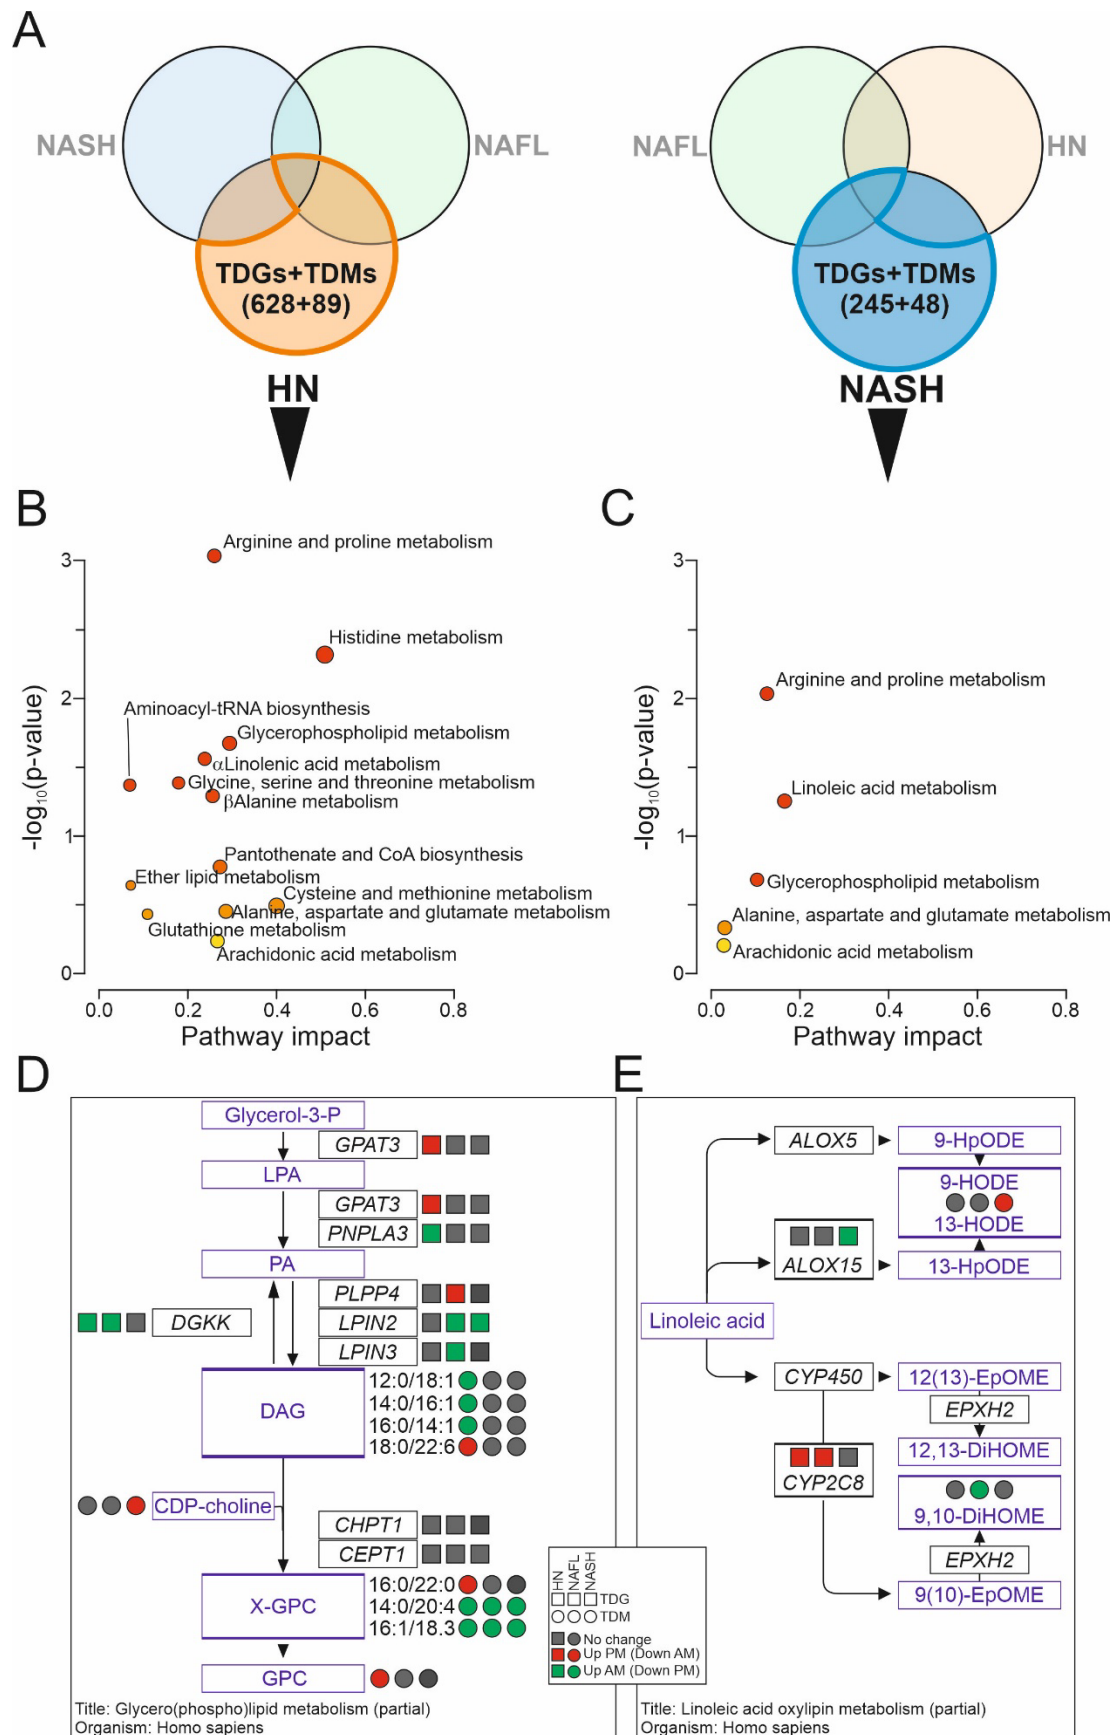 A
NASH
NAFL
TDGs+TDMs
(628+89)
HN
NAFL
HN
TDGs+TDMs
(245+48)
NASH
B
3
2
1
0
-log10(p-value)
Arginine and proline metabolism
Histidine metabolism
Aminoacyl-tRNA biosynthesis
Glycerophospholipid metabolism
αLinolenic acid metabolism
Glycine, serine and threonine metabolism
βAlanine metabolism
Pantothenate and CoA biosynthesis
Ether lipid metabolism
Cysteine and methionine metabolism
Alanine, aspartate and glutamate metabolism
Glutathione metabolism
Arachidonic acid metabolism
0.0 0.2 0.4 0.6 0.8
Pathway impact
C
3
2
1
0
-log10(p-value)
Arginine and proline metabolism
Linoleic acid metabolism
Glycerophospholipid metabolism
Alanine, aspartate and glutamate metabolism
Arachidonic acid metabolism
0.0 0.2 0.4 0.6 0.8
Pathway impact
D
Glycerol-3-P
GPAT3
LPA
GPAT3
PNPLA3
PA
PLPP4
DGKK
LPIN2
LPIN3
DAG
12:0/18:1
14:0/16:1
16:0/14:1
18:0/22:6
CDP-choline
CHPT1
CEPT1
X-GPC
16:0/22:0
14:0/20:4
16:1/18.3
GPC
Title: Glycero(phospho)lipid metabolism (partial)
Organism: Homo sapiens
HN
NAFL
NASH
TDG
TDM
No change
Up PM (Down AM)
Up AM (Down PM)
E
ALOX5
9-HpODE
9-HODE
13-HODE
ALOX15
13-HpODE
Linoleic acid
CYP450
12(13)-EpOME
EPXH2
12,13-DiHOME
CYP2C8
9,10-DiHOME
EPXH2
9(10)-EpOME
Title: Linoleic acid oxylipin metabolism (partial)
Organism: Homo sapiens